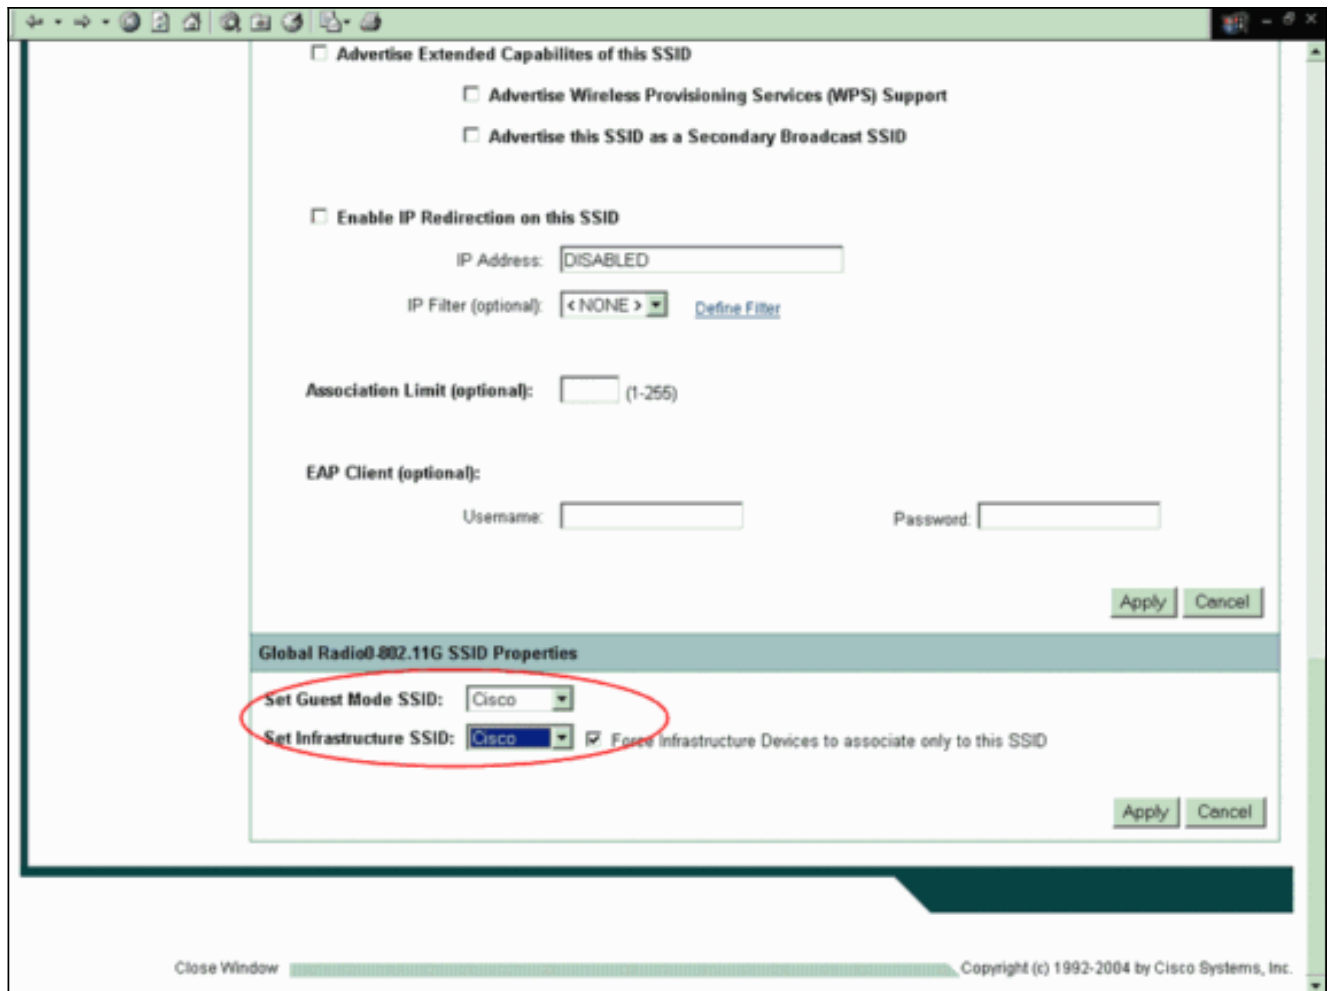 Advertise Extended Capabilites of this SSID
Advertise Wireless Provisioning Services (WPS) Support
Advertise this SSID as a Secondary Broadcast SSID
Enable IP Redirection on this SSID
IP Address: DISABLED
IP Filter (optional): < NONE > Define Filter
Association Limit (optional): (1-255)
EAP Client (optional):
Username: Password:
Apply Cancel
Global Radio0-802.11G SSID Properties
Set Guest Mode SSID: Cisco
Set Infrastructure SSID: Cisco Force Infrastructure Devices to associate only to this SSID
Apply Cancel
Close Window Copyright (c) 1992-2004 by Cisco Systems, Inc.